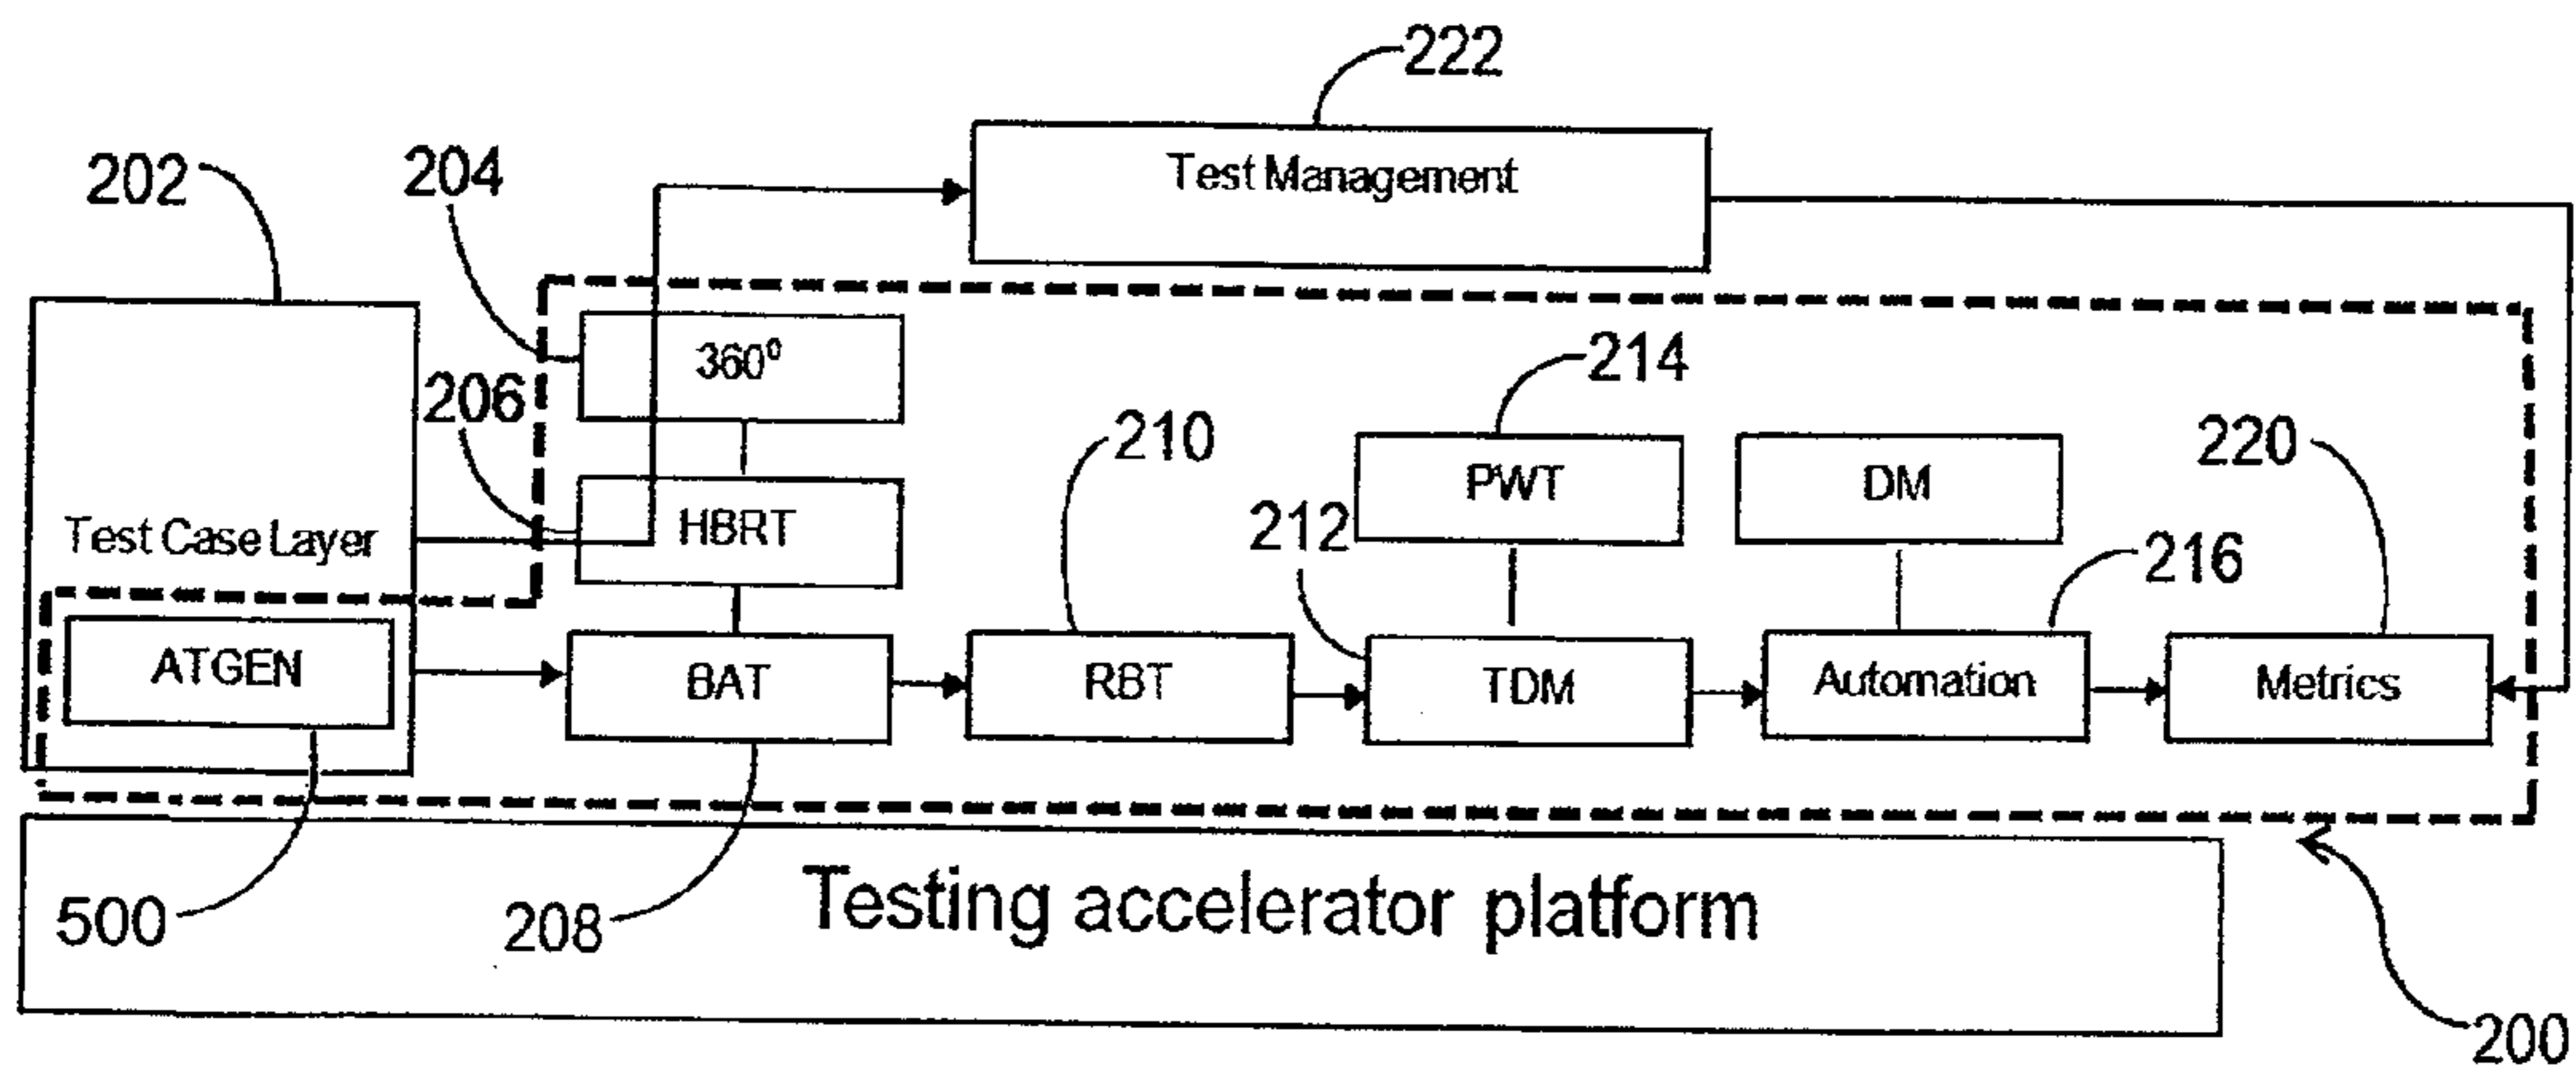 222
Test Management
202
204
360⁰
214
206
210
220
PWT
DM
212
HBRT
Test Case Layer
216
ATGEN
BAT
RBT
TDM
Automation
Metrics
Testing accelerator platform
500
208
200